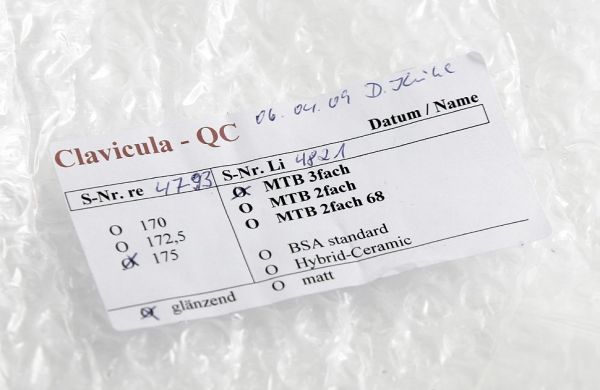 Clavicula - QC 06.04.09 D.
Datum / Name
S-Nr. re 4793 S-Nr. Li 4821
O 170
O 172,5
O 175
O MTB 3fach
O MTB 2fach
O MTB 2fach 68
O BSA standard
O Hybrid-Ceramic
O glänzend
O matt